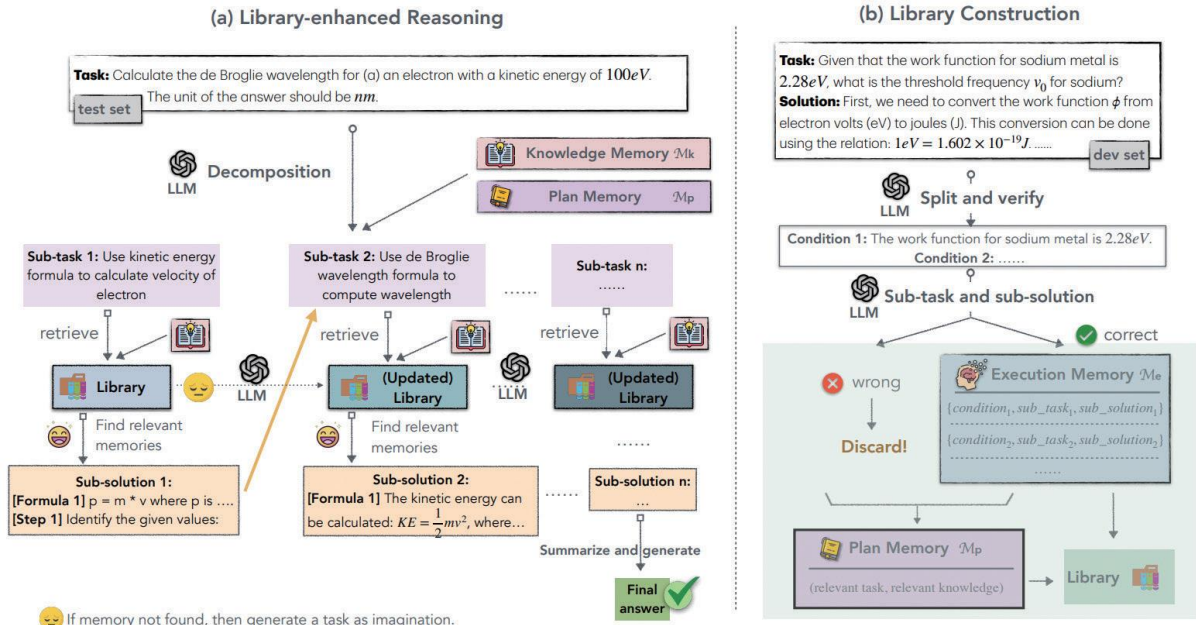 (a) Library-enhanced Reasoning
Task: Calculate the de Broglie wavelength for (a) an electron with a kinetic energy of 100eV.
The unit of the answer should be nm.
test set
LLM
Decomposition
Knowledge Memory Mk
Plan Memory Mp
Sub-task 1: Use kinetic energy
formula to calculate velocity of
electron
Sub-task 2: Use de Broglie
wavelength formula to
compute wavelength
......
Sub-task n:
......
retrieve
retrieve
retrieve
Library
LLM
(Updated)
Library
......
LLM
(Updated)
Library
Find relevant
memories
Find relevant
memories
......
Sub-solution 1:
[Formula 1] p = m * v where p is ....
[Step 1] Identify the given values:
Sub-solution 2:
[Formula 1] The kinetic energy can
be calculated: KE = 1/2 mv², where…
......
Sub-solution n:
...
Summarize and generate
Final
answer
If memory not found, then generate a task as imagination.
(b) Library Construction
Task: Given that the work function for sodium metal is
2.28eV, what is the threshold frequency ν₀ for sodium?
Solution: First, we need to convert the work function ϕ from
electron volts (eV) to joules (J). This conversion can be done
using the relation: 1eV = 1.602 × 10⁻¹⁹J. ......
dev set
LLM
Split and verify
Condition 1: The work function for sodium metal is 2.28eV.
Condition 2: ......
LLM
Sub-task and sub-solution
correct
wrong
Discard!
Execution Memory Me
{condition₁, sub_task₁, sub_solution₁}
{condition₂, sub_task₂, sub_solution₂}
......
Plan Memory Mp
(relevant task, relevant knowledge)
Library